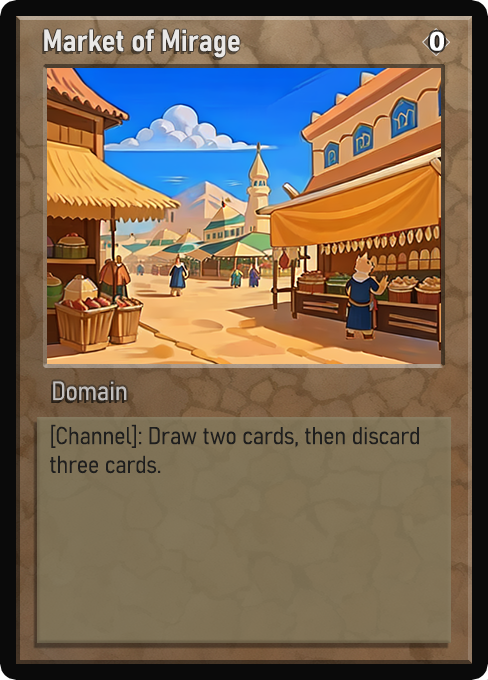 Market of Mirage
0
Domain
[Channel]: Draw two cards, then discard
three cards.